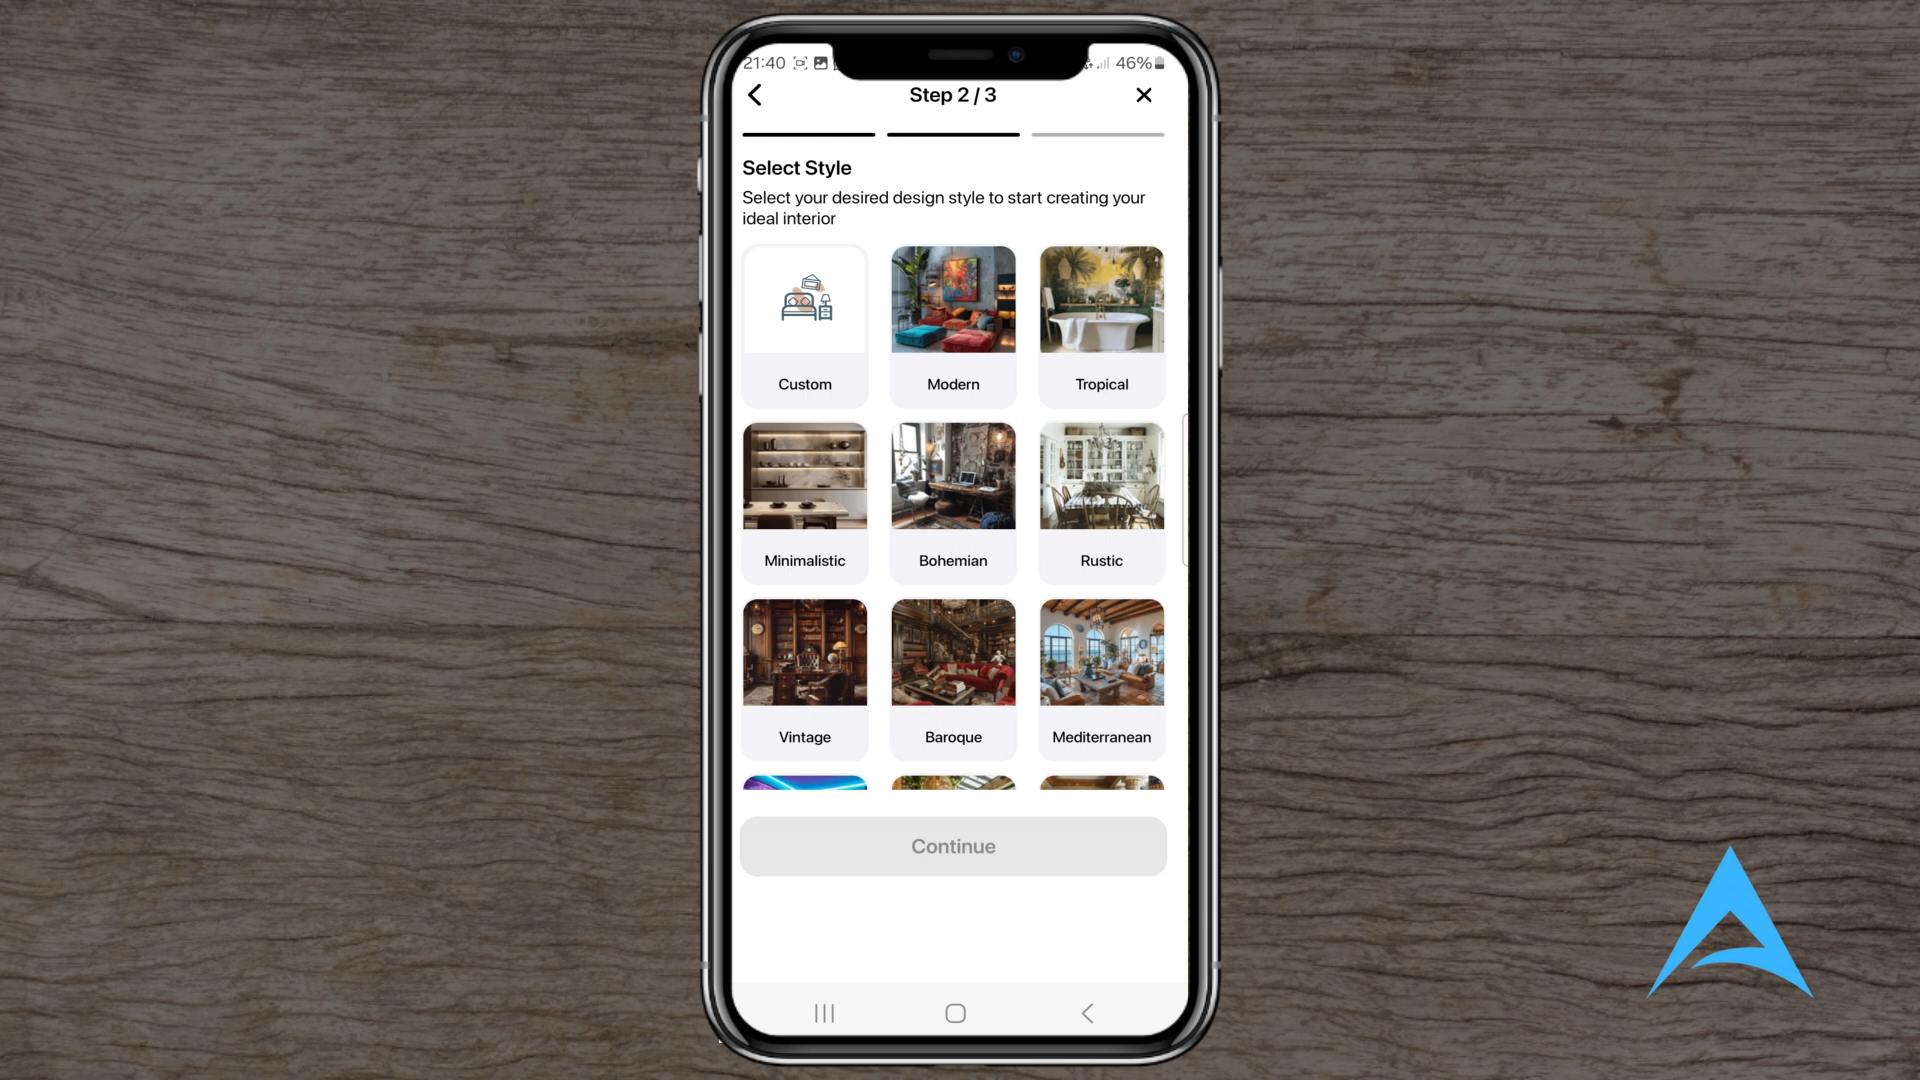 21:40 46%
Step 2 / 3
Select Style
Select your desired design style to start creating your
ideal interior
Custom Modern Tropical
Minimalistic Bohemian Rustic
Vintage Baroque Mediterranean
Continue